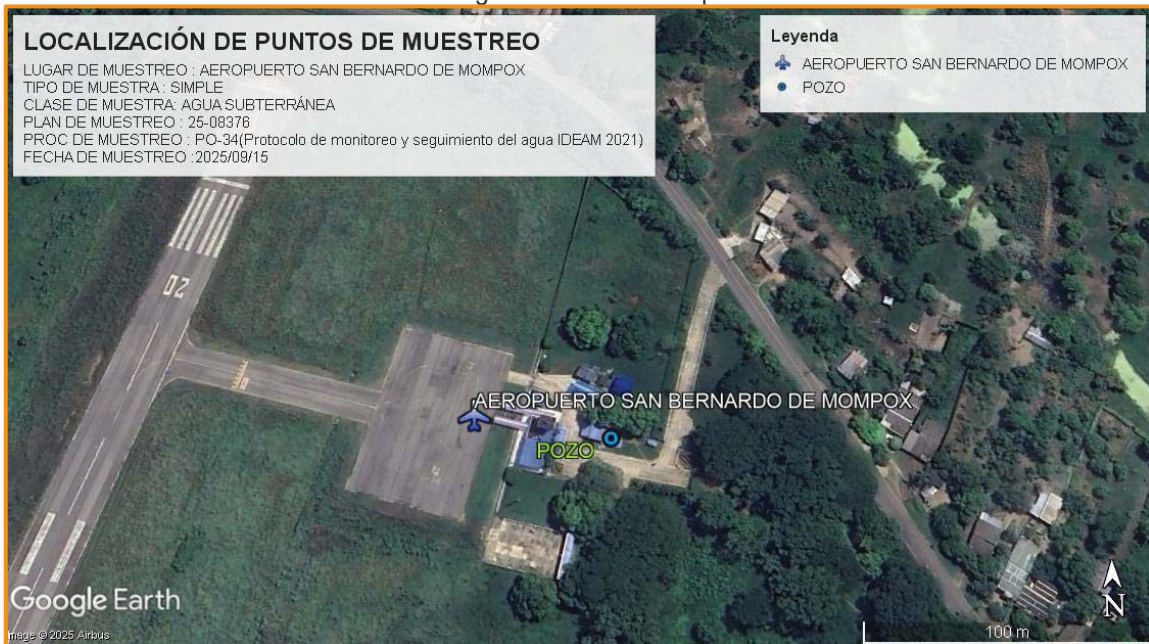 LOCALIZACIÓN DE PUNTOS DE MUESTREO
LUGAR DE MUESTREO : AEROPUERTO SAN BERNARDO DE MOMPOX
TIPO DE MUESTRA : SIMPLE
CLASE DE MUESTRA: AGUA SUBTERRÁNEA
PLAN DE MUESTREO : 25-08376
PROC DE MUESTREO : PO-34(Protocolo de monitoreo y seguimiento del agua IDEAM 2021)
FECHA DE MUESTREO :2025/09/15
Leyenda
AEROPUERTO SAN BERNARDO DE MOMPOX
POZO
02
AEROPUERTO SAN BERNARDO DE MOMPOX
POZO
Google Earth
Image © 2025 Airbus
N
100 m